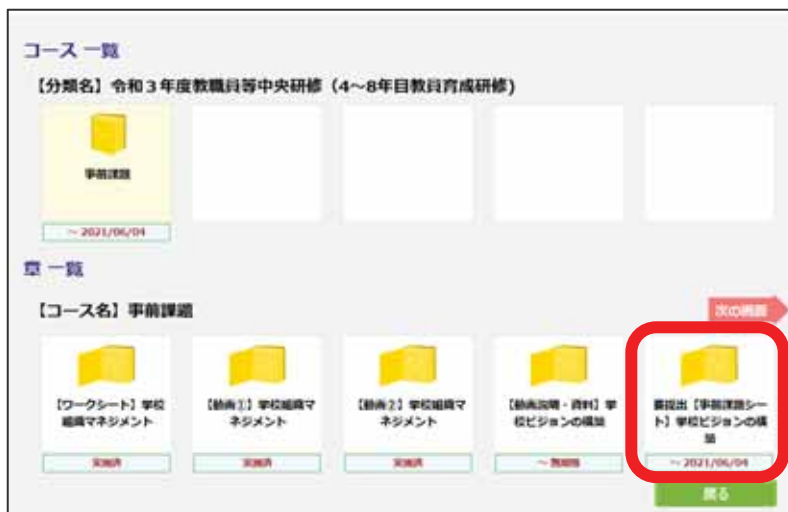 コース 一覧
【分類名】令和３年度教職員等中央研修（4～8年目教員育成研修）
事前課題
～ 2021/06/04
章 一覧
【コース名】事前課題
次の画面
【ワークシート】学校
組織マネジメント
実施済
【動画①】学校組織マ
ネジメント
実施済
【動画②】学校組織マ
ネジメント
実施済
【動画説明・資料】学
校ビジョンの構築
～ 無期限
要提出【事前課題シー
ト】学校ビジョンの構
築
～ 2021/06/04
戻る